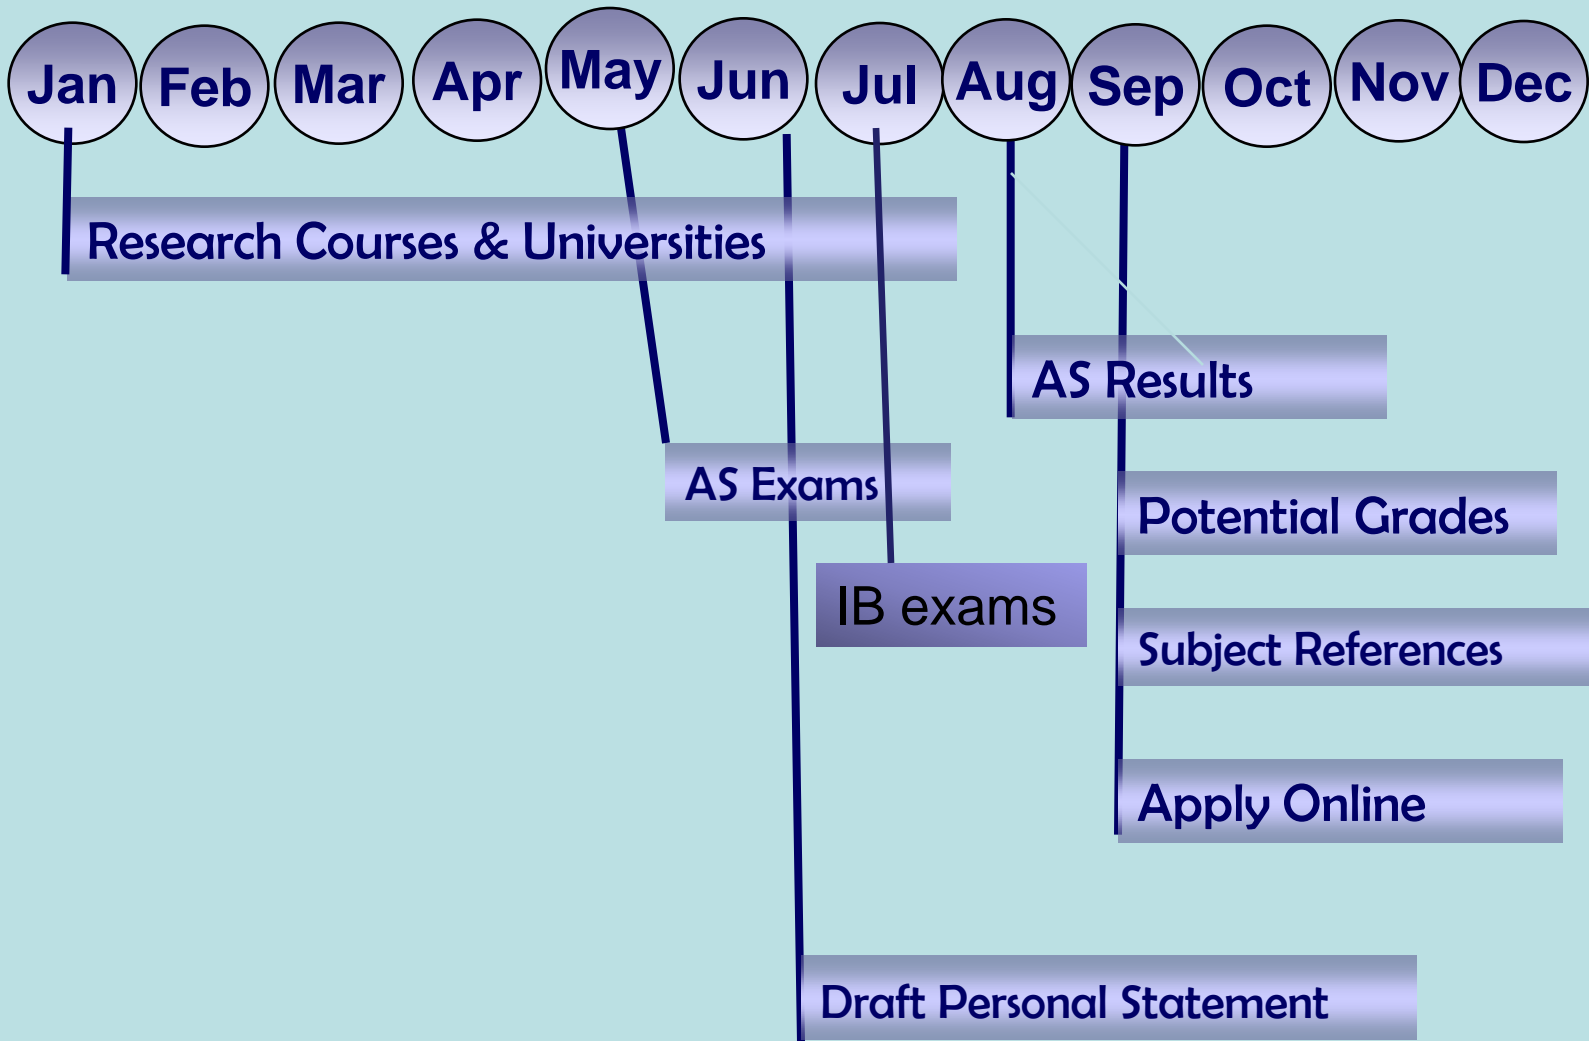 Jan Feb Mar Apr May Jun Jul Aug Sep Oct Nov Dec
Research Courses & Universities
AS Results
AS Exams
Potential Grades
IB exams
Subject References
Apply Online
Draft Personal Statement